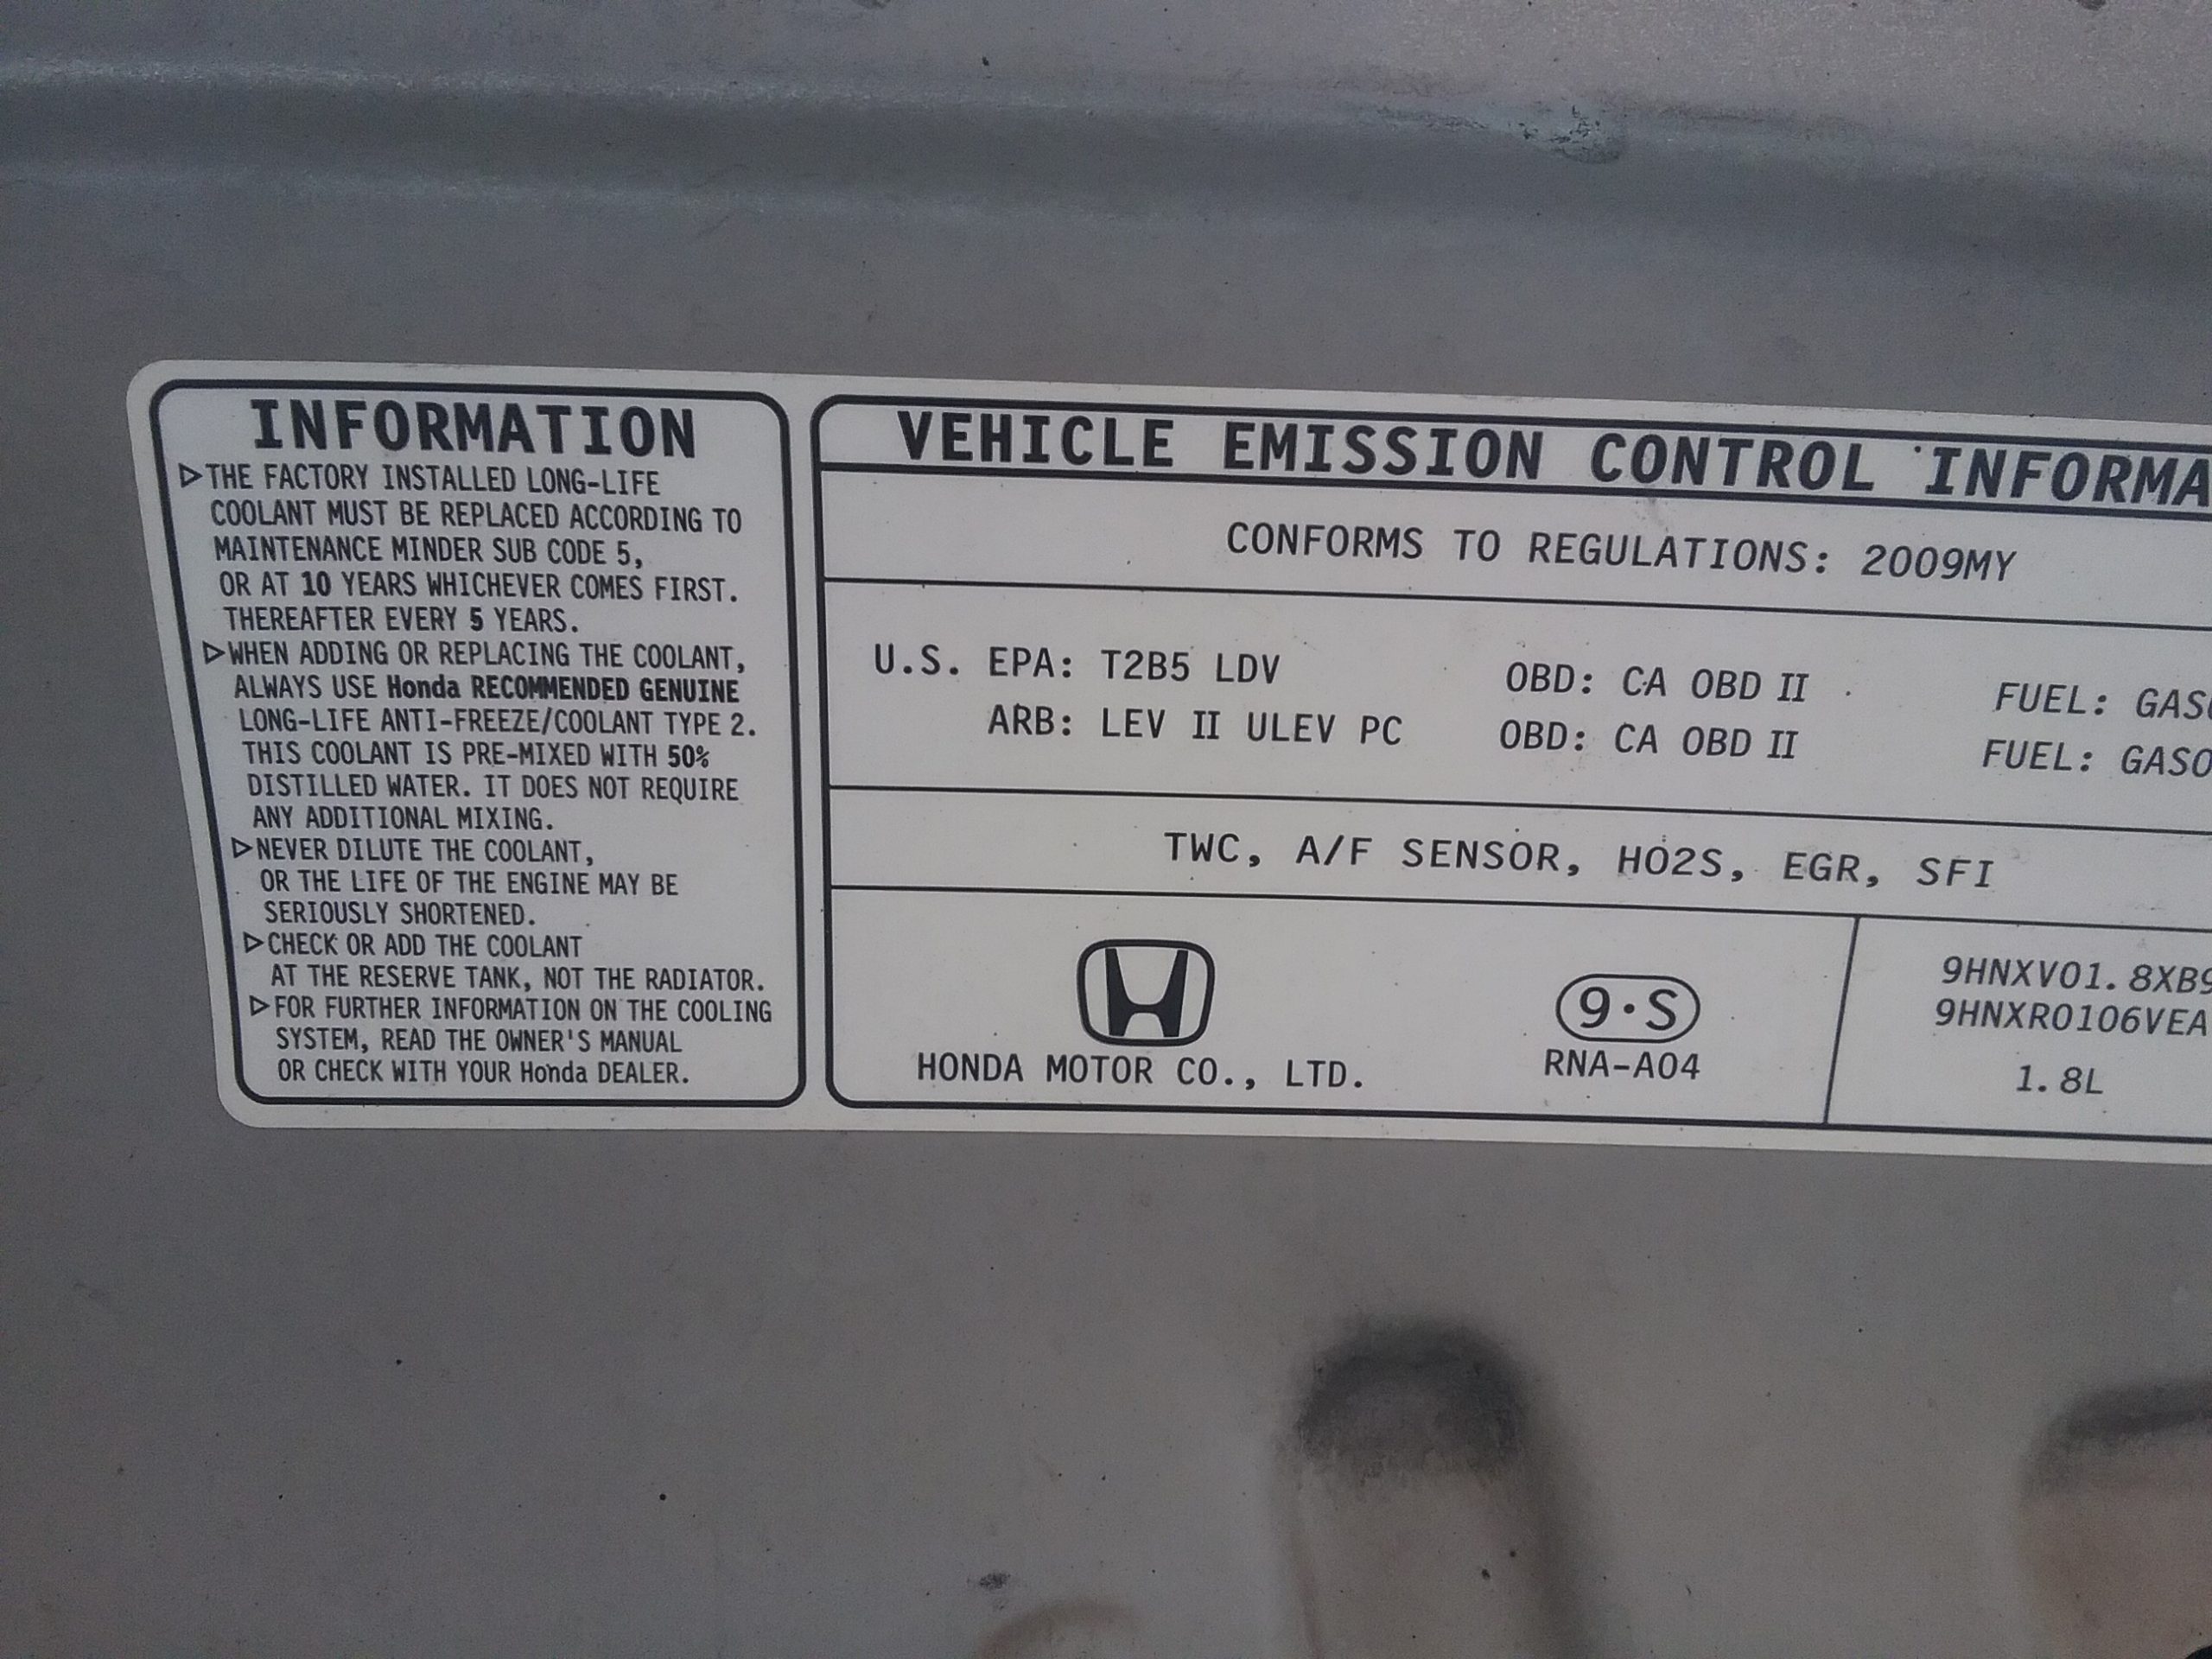 INFORMATION
▷THE FACTORY INSTALLED LONG-LIFE
COOLANT MUST BE REPLACED ACCORDING TO
MAINTENANCE MINDER SUB CODE 5,
OR AT 10 YEARS WHICHEVER COMES FIRST.
THEREAFTER EVERY 5 YEARS.
▷WHEN ADDING OR REPLACING THE COOLANT,
ALWAYS USE Honda RECOMMENDED GENUINE
LONG-LIFE ANTI-FREEZE/COOLANT TYPE 2.
THIS COOLANT IS PRE-MIXED WITH 50%
DISTILLED WATER. IT DOES NOT REQUIRE
ANY ADDITIONAL MIXING.
▷NEVER DILUTE THE COOLANT,
OR THE LIFE OF THE ENGINE MAY BE
SERIOUSLY SHORTENED.
▷CHECK OR ADD THE COOLANT
AT THE RESERVE TANK, NOT THE RADIATOR.
▷FOR FURTHER INFORMATION ON THE COOLING
SYSTEM, READ THE OWNER'S MANUAL
OR CHECK WITH YOUR Honda DEALER.
VEHICLE EMISSION CONTROL INFORMA
CONFORMS TO REGULATIONS: 2009MY
U.S. EPA: T2B5 LDV OBD: CA OBD II FUEL: GAS
ARB: LEV II ULEV PC OBD: CA OBD II FUEL: GASO
TWC, A/F SENSOR, HO2S, EGR, SFI
HONDA MOTOR CO., LTD.
9·S
RNA-A04
9HNXV01.8XB9
9HNXR0106VEA
1.8L